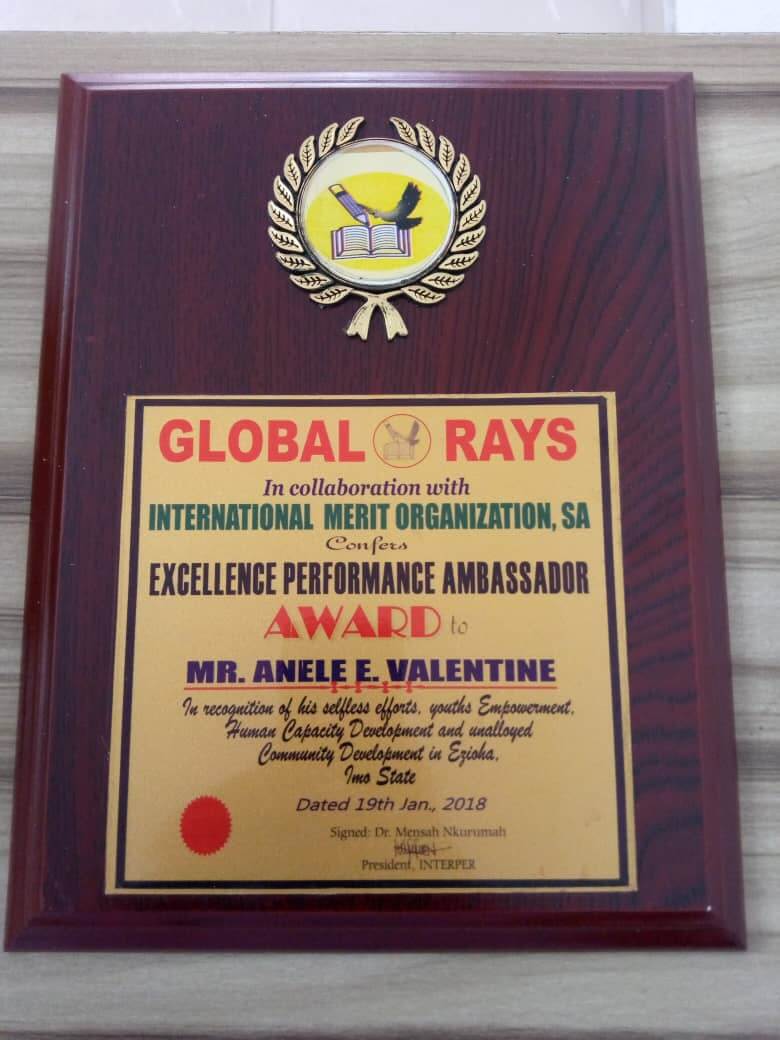 GLOBAL RAYS
In collaboration with
INTERNATIONAL MERIT ORGANIZATION, SA
Confers
EXCELLENCE PERFORMANCE AMBASSADOR
AWARD to
MR. ANELE E. VALENTINE
In recognition of his selfless efforts, youths Empowerment,
Human Capacity Development and unalloyed
Community Development in Ezioha,
Imo State
Dated 19th Jan., 2018
Signed: Dr. Mensah Nkurumah
President, INTERPER